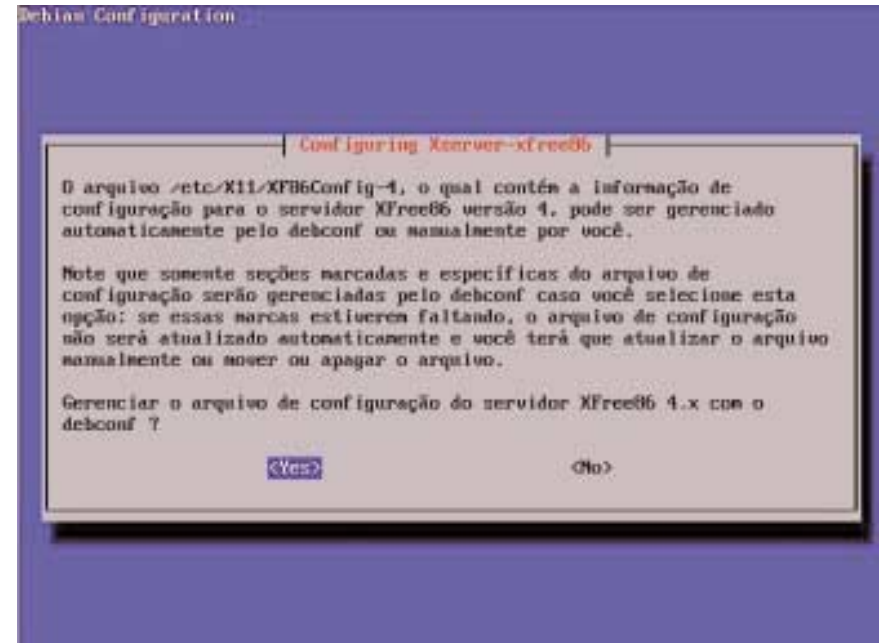 Debian Configuration
Configuring Xserver-xfree86
O arquivo /etc/X11/XF86Config-4, o qual contém a informação de
configuração para o servidor XFree86 versão 4, pode ser gerenciado
automaticamente pelo debconf ou manualmente por você.
Note que somente seções marcadas e específicas do arquivo de
configuração serão gerenciadas pelo debconf caso você selecione esta
opção; se essas marcas estiverem faltando, o arquivo de configuração
não será atualizado automaticamente e você terá que atualizar o arquivo
manualmente ou mover ou apagar o arquivo.
Gerenciar o arquivo de configuração do servidor XFree86 4.x com o
debconf ?
<Yes> <No>